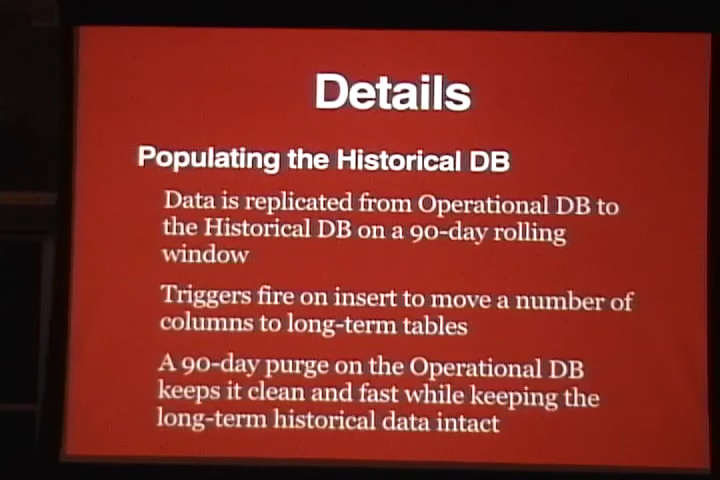 Details
Populating the Historical DB
Data is replicated from Operational DB to
the Historical DB on a 90-day rolling
window
Triggers fire on insert to move a number of
columns to long-term tables
A 90-day purge on the Operational DB
keeps it clean and fast while keeping the
long-term historical data intact